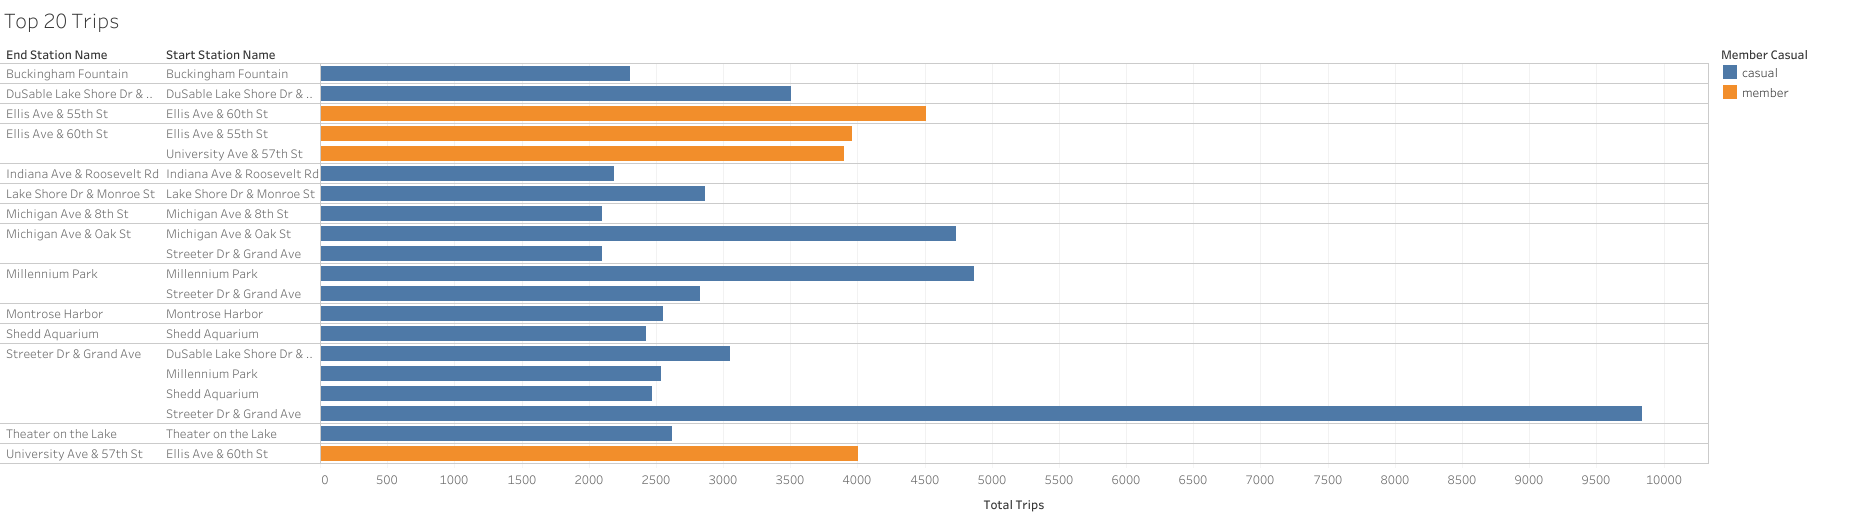 Top 20 Trips
End Station Name Start Station Name Member Casual
Buckingham Fountain Buckingham Fountain casual
DuSable Lake Shore Dr & .. DuSable Lake Shore Dr & .. member
Ellis Ave & 55th St Ellis Ave & 60th St
Ellis Ave & 60th St Ellis Ave & 55th St
University Ave & 57th St
Indiana Ave & Roosevelt Rd Indiana Ave & Roosevelt Rd
Lake Shore Dr & Monroe St Lake Shore Dr & Monroe St
Michigan Ave & 8th St Michigan Ave & 8th St
Michigan Ave & Oak St Michigan Ave & Oak St
Streeter Dr & Grand Ave
Millennium Park Millennium Park
Streeter Dr & Grand Ave
Montrose Harbor Montrose Harbor
Shedd Aquarium Shedd Aquarium
Streeter Dr & Grand Ave DuSable Lake Shore Dr & ..
Millennium Park
Shedd Aquarium
Streeter Dr & Grand Ave
Theater on the Lake Theater on the Lake
University Ave & 57th St Ellis Ave & 60th St
0 500 1000 1500 2000 2500 3000 3500 4000 4500 5000 5500 6000 6500 7000 7500 8000 8500 9000 9500 10000
Total Trips